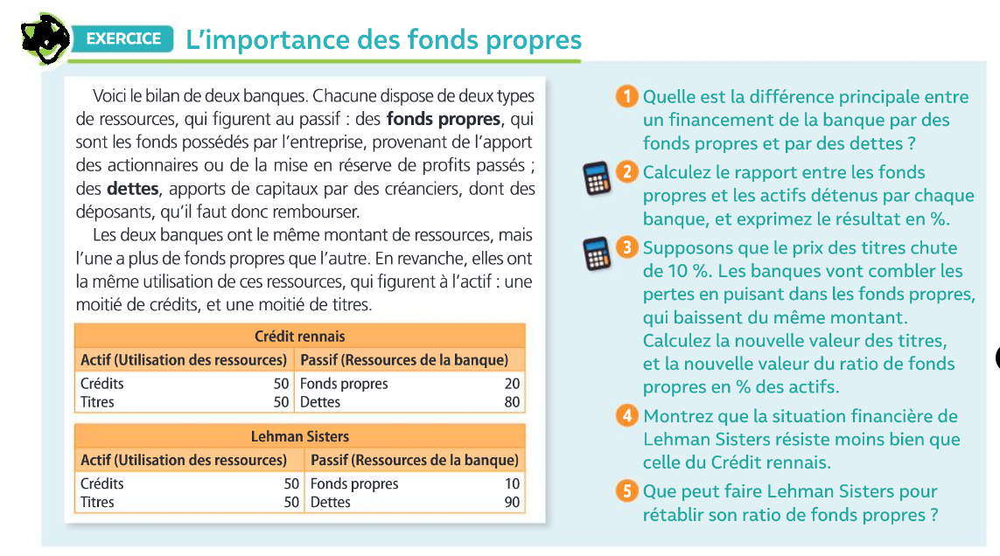 EXERCICE L'importance des fonds propres
Voici le bilan de deux banques. Chacune dispose de deux types
de ressources, qui figurent au passif : des fonds propres, qui
sont les fonds possédés par l'entreprise, provenant de l'apport
des actionnaires ou de la mise en réserve de profits passés ;
des dettes, apports de capitaux par des créanciers, dont des
déposants, qu'il faut donc rembourser.
Les deux banques ont le même montant de ressources, mais
l'une a plus de fonds propres que l'autre. En revanche, elles ont
la même utilisation de ces ressources, qui figurent à l'actif : une
moitié de crédits, et une moitié de titres.
Crédit rennais
Actif (Utilisation des ressources) Passif (Ressources de la banque)
Crédits 50 Fonds propres 20
Titres 50 Dettes 80
Lehman Sisters
Actif (Utilisation des ressources) Passif (Ressources de la banque)
Crédits 50 Fonds propres 10
Titres 50 Dettes 90
1 Quelle est la différence principale entre
un financement de la banque par des
fonds propres et par des dettes ?
2 Calculez le rapport entre les fonds
propres et les actifs détenus par chaque
banque, et exprimez le résultat en %.
3 Supposons que le prix des titres chute
de 10 %. Les banques vont combler les
pertes en puisant dans les fonds propres,
qui baissent du même montant.
Calculez la nouvelle valeur des titres,
et la nouvelle valeur du ratio de fonds
propres en % des actifs.
4 Montrez que la situation financière de
Lehman Sisters résiste moins bien que
celle du Crédit rennais.
5 Que peut faire Lehman Sisters pour
rétablir son ratio de fonds propres ?